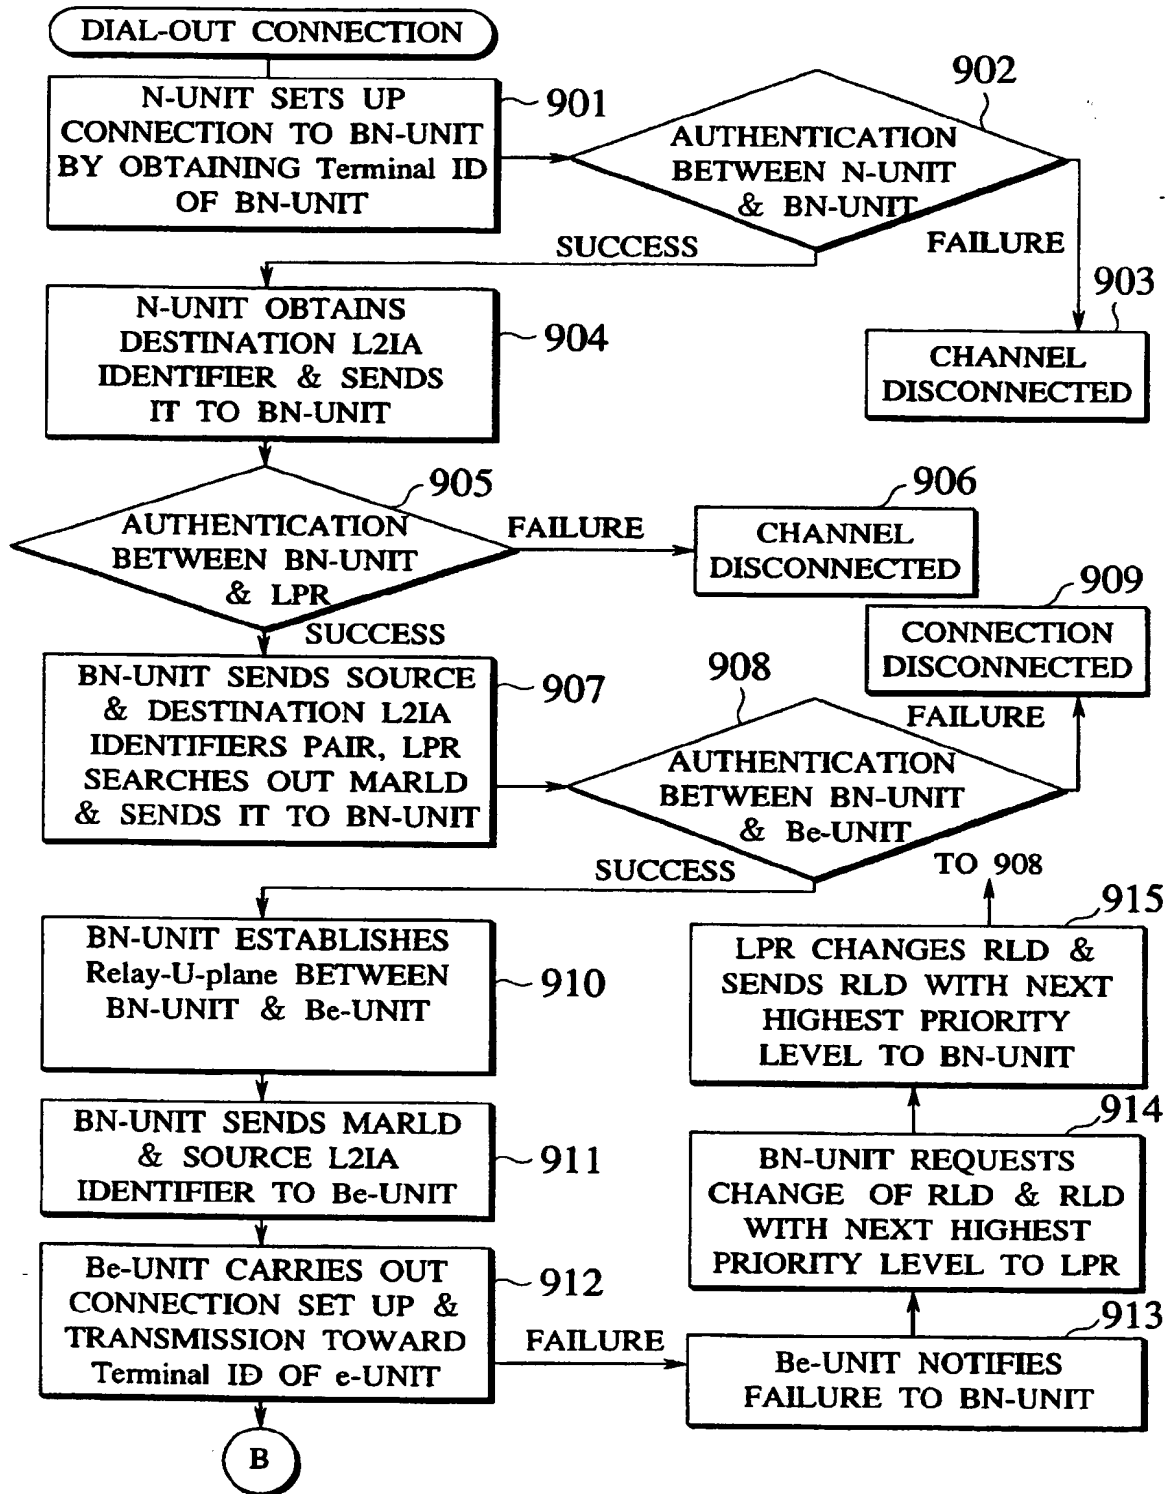 DIAL-OUT CONNECTION
N-UNIT SETS UP
CONNECTION TO BN-UNIT
BY OBTAINING Terminal ID
OF BN-UNIT
901
902
AUTHENTICATION
BETWEEN N-UNIT
& BN-UNIT
SUCCESS
FAILURE
903
CHANNEL
DISCONNECTED
N-UNIT OBTAINS
DESTINATION L2IA
IDENTIFIER & SENDS
IT TO BN-UNIT
904
905
AUTHENTICATION
BETWEEN BN-UNIT
& LPR
FAILURE
906
CHANNEL
DISCONNECTED
SUCCESS
BN-UNIT SENDS SOURCE
& DESTINATION L2IA
IDENTIFIERS PAIR, LPR
SEARCHES OUT MARLD
& SENDS IT TO BN-UNIT
907
908
AUTHENTICATION
BETWEEN BN-UNIT
& Be-UNIT
FAILURE
909
CONNECTION
DISCONNECTED
SUCCESS
BN-UNIT ESTABLISHES
Relay-U-plane BETWEEN
BN-UNIT & Be-UNIT
910
BN-UNIT SENDS MARLD
& SOURCE L2IA
IDENTIFIER TO Be-UNIT
911
Be-UNIT CARRIES OUT
CONNECTION SET UP &
TRANSMISSION TOWARD
Terminal ID OF e-UNIT
912
FAILURE
913
Be-UNIT NOTIFIES
FAILURE TO BN-UNIT
914
BN-UNIT REQUESTS
CHANGE OF RLD & RLD
WITH NEXT HIGHEST
PRIORITY LEVEL TO LPR
915
LPR CHANGES RLD &
SENDS RLD WITH NEXT
HIGHEST PRIORITY
LEVEL TO BN-UNIT
TO 908
B